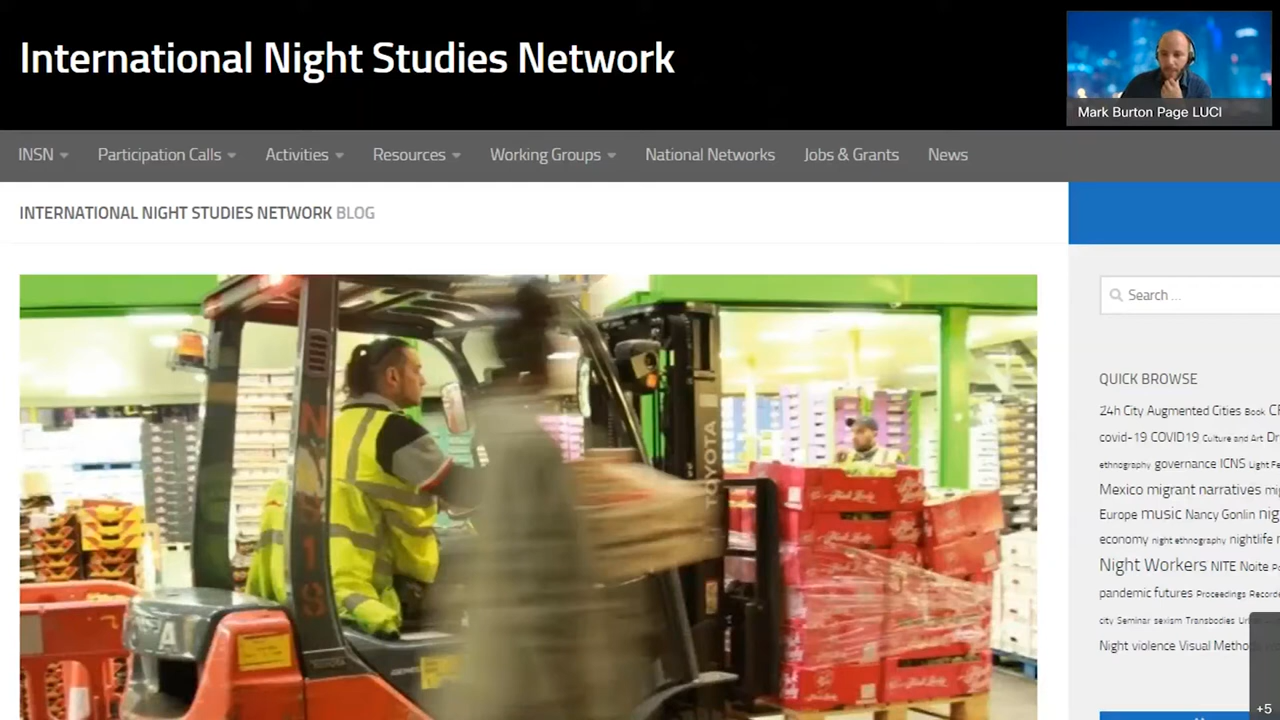 International Night Studies Network
Mark Burton Page LUCI
INSN Participation Calls Activities Resources Working Groups National Networks Jobs & Grants News
INTERNATIONAL NIGHT STUDIES NETWORK BLOG
Search ...
TOYOTA
A
QUICK BROWSE
24h City Augmented Cities Book
covid-19 COVID19 Culture and Art
ethnography governance ICNS Light
Mexico migrant narratives
Europe music Nancy Gonlin
economy night ethnography nightlife
Night Workers NITE Noite
pandemic futures Proceedings
city Seminar sexism Transbodies
Night violence Visual
+5